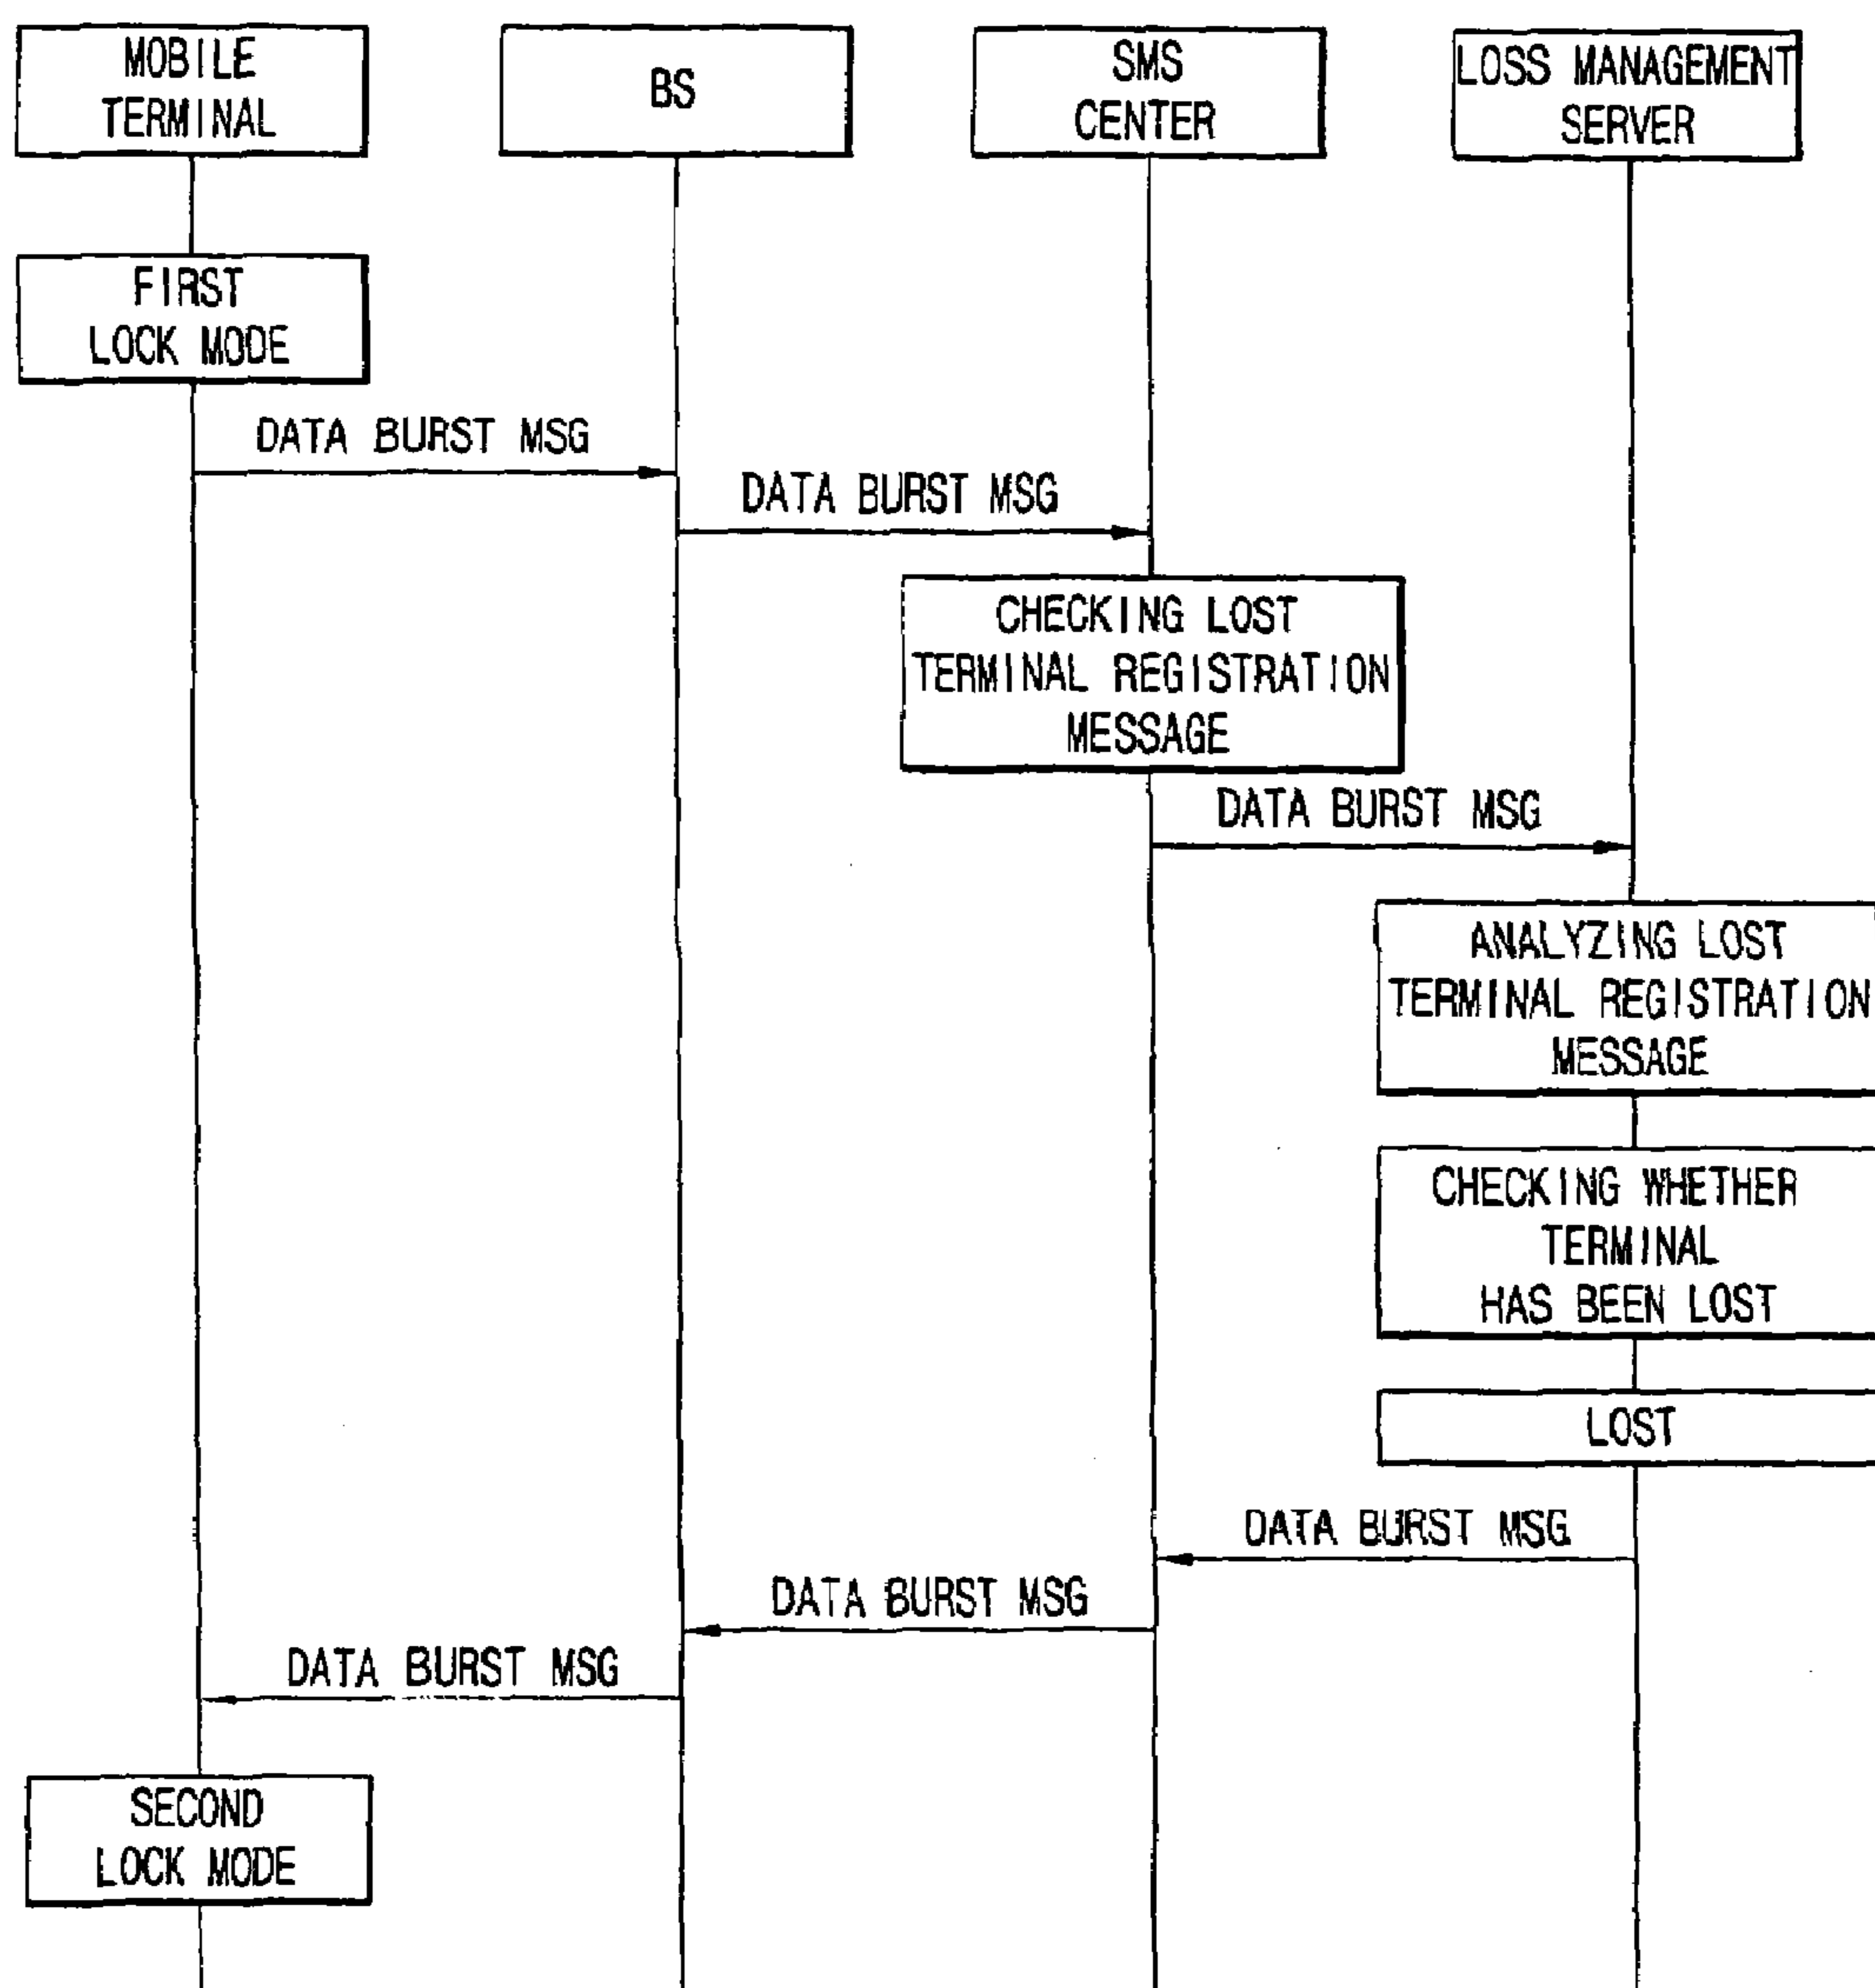 MOBILE
TERMINAL
BS
SMS
CENTER
LOSS MANAGEMENT
SERVER
FIRST
LOCK MODE
DATA BURST MSG
DATA BURST MSG
CHECKING LOST
TERMINAL REGISTRATION
MESSAGE
DATA BURST MSG
ANALYZING LOST
TERMINAL REGISTRATION
MESSAGE
CHECKING WHETHER
TERMINAL
HAS BEEN LOST
LOST
DATA BURST MSG
DATA BURST MSG
DATA BURST MSG
SECOND
LOCK MODE